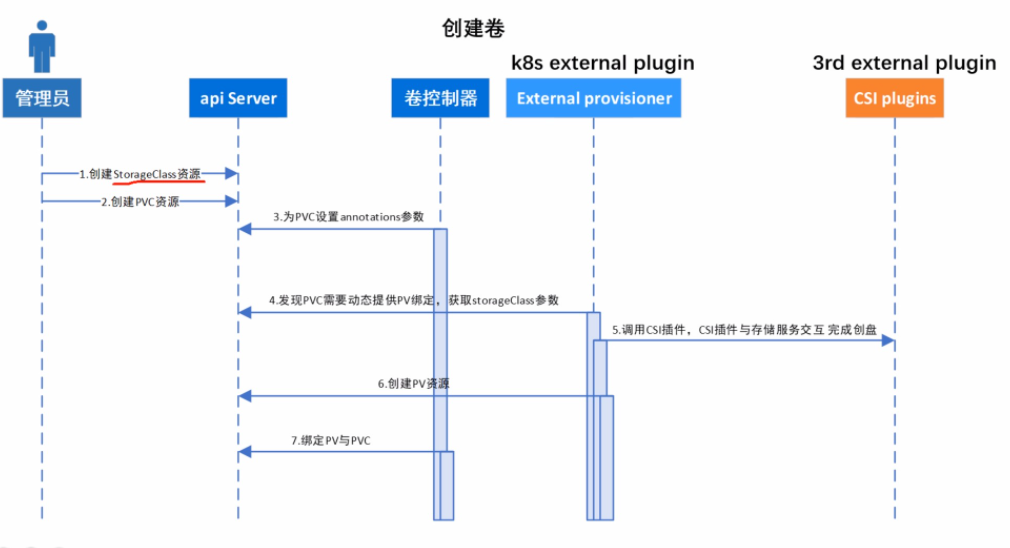 创建卷
k8s external plugin
3rd external plugin
管理员
api Server
卷控制器
External provisioner
CSI plugins
1.创建StorageClass资源
2.创建PVC资源
3.为PVC设置annotations参数
4.发现PVC需要动态提供PV绑定，获取storageClass参数
5.调用CSI插件，CSI插件与存储服务交互 完成创盘
6.创建PV资源
7.绑定PV与PVC